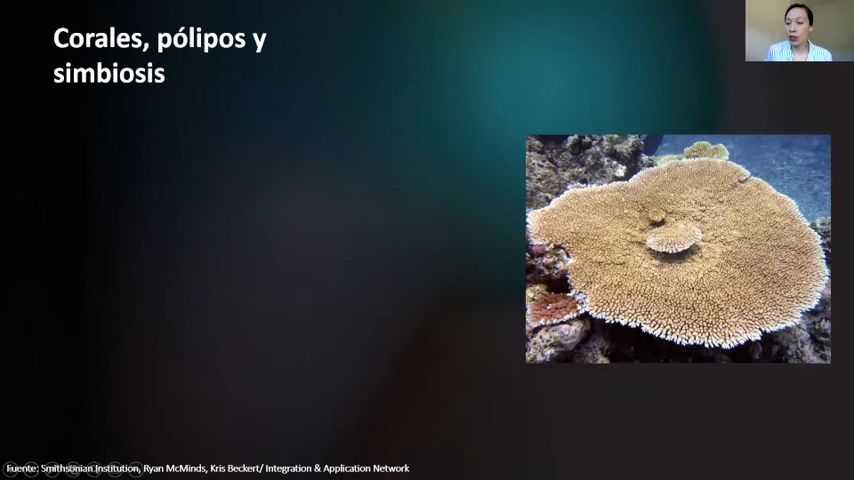 Corales, pólipos y
simbiosis
Fuente: Smithsonian Institution, Ryan McMinds, Kris Beckert/ Integration & Application Network